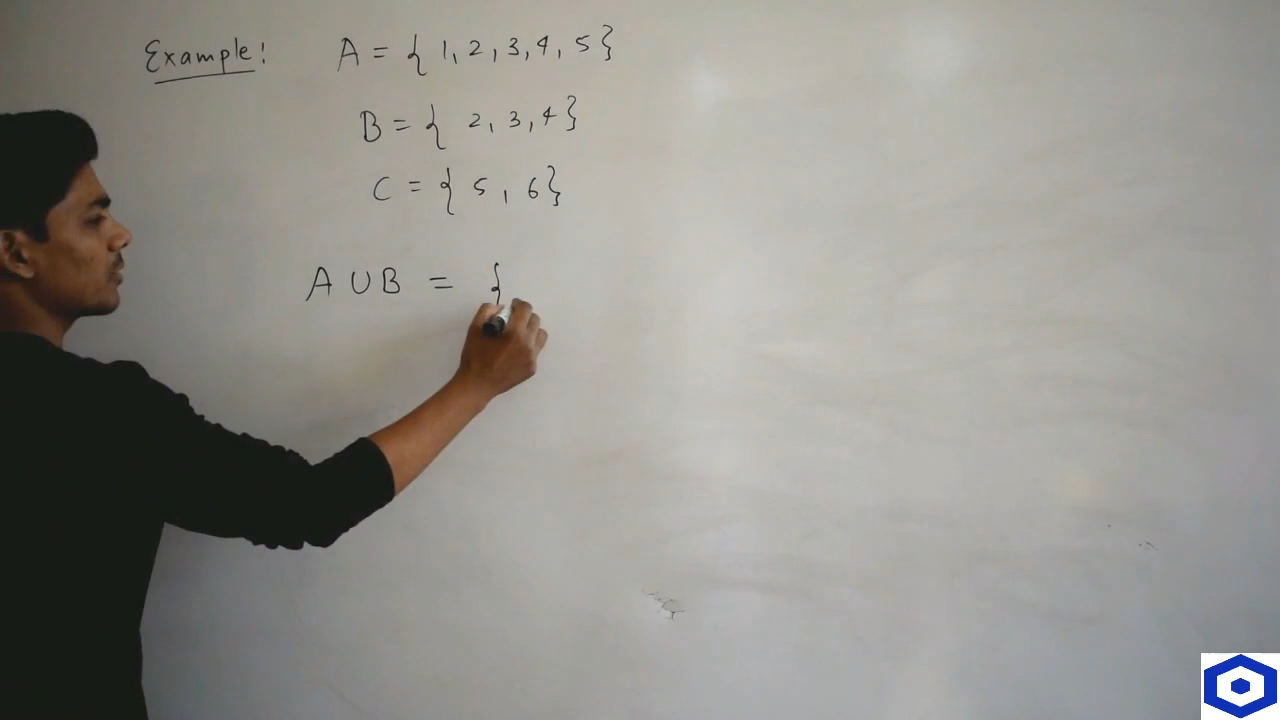 Example! A = { 1, 2, 3, 4, 5 }
B = { 2, 3, 4 }
C = { 5, 6 }
A ∪ B = {